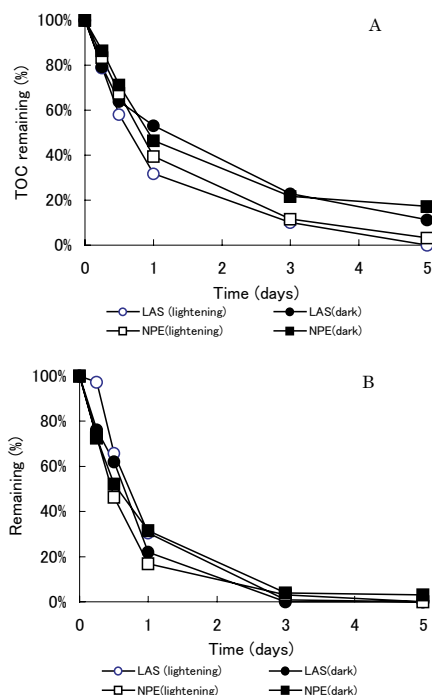 A
TOC remaining (%)
100%
80%
60%
40%
20%
0%
0 1 2 3 4 5
Time (days)
LAS (lightening) LAS(dark)
NPE(lightening) NPE(dark)
B
Remaining (%)
100%
80%
60%
40%
20%
0%
0 1 2 3 4 5
Time (days)
LAS (lightening) LAS(dark)
NPE(lightening) NPE(dark)